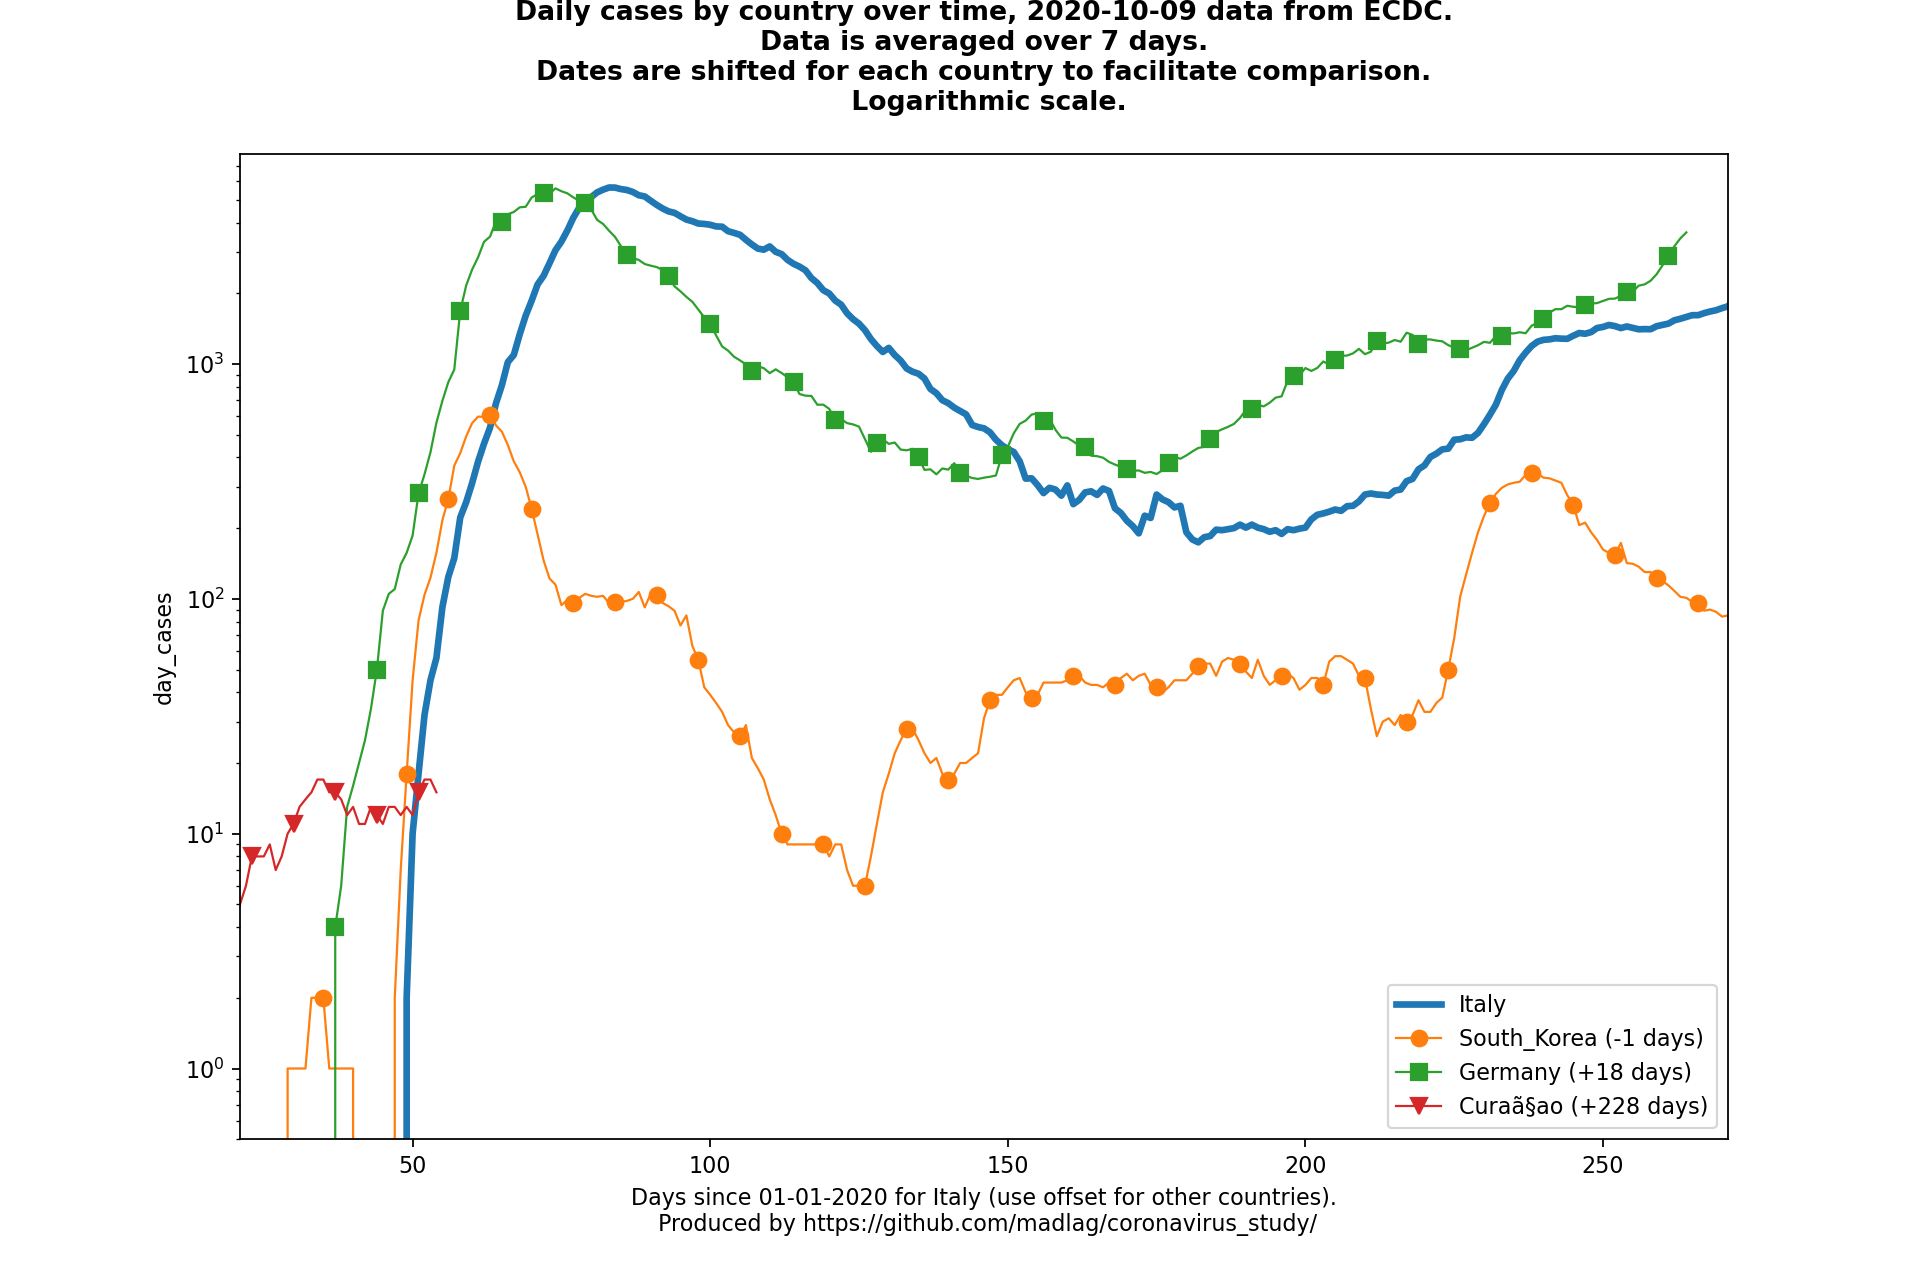 Daily cases by country over time, 2020-10-09 data from ECDC.
Data is averaged over 7 days.
Dates are shifted for each country to facilitate comparison.
Logarithmic scale.
10³
10²
10¹
10⁰
day_cases
50 100 150 200 250
Days since 01-01-2020 for Italy (use offset for other countries).
Produced by https://github.com/madlag/coronavirus_study/
Italy
South_Korea (-1 days)
Germany (+18 days)
Curaã§ao (+228 days)